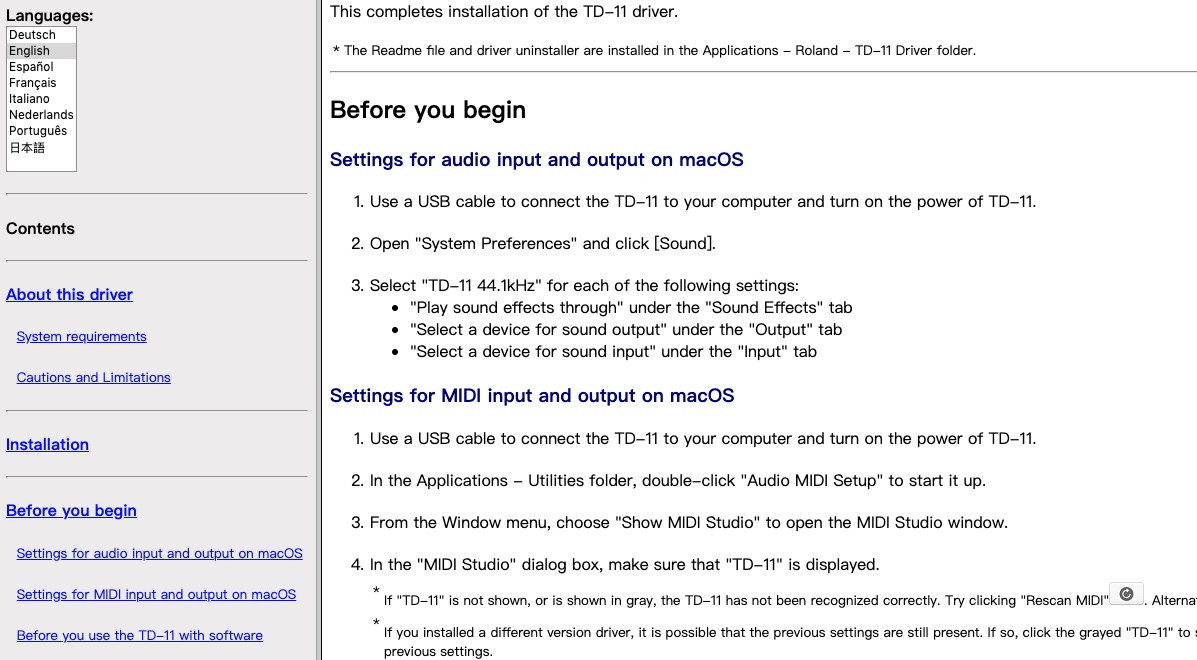 Languages:
Deutsch
English
Español
Français
Italiano
Nederlands
Português
日本語
Contents
About this driver
System requirements
Cautions and Limitations
Installation
Before you begin
Settings for audio input and output on macOS
Settings for MIDI input and output on macOS
Before you use the TD-11 with software
This completes installation of the TD-11 driver.
* The Readme file and driver uninstaller are installed in the Applications - Roland - TD-11 Driver folder.
Before you begin
Settings for audio input and output on macOS
1. Use a USB cable to connect the TD-11 to your computer and turn on the power of TD-11.
2. Open "System Preferences" and click [Sound].
3. Select "TD-11 44.1kHz" for each of the following settings:
• "Play sound effects through" under the "Sound Effects" tab
• "Select a device for sound output" under the "Output" tab
• "Select a device for sound input" under the "Input" tab
Settings for MIDI input and output on macOS
1. Use a USB cable to connect the TD-11 to your computer and turn on the power of TD-11.
2. In the Applications - Utilities folder, double-click "Audio MIDI Setup" to start it up.
3. From the Window menu, choose "Show MIDI Studio" to open the MIDI Studio window.
4. In the "MIDI Studio" dialog box, make sure that "TD-11" is displayed.
* If "TD-11" is not shown, or is shown in gray, the TD-11 has not been recognized correctly. Try clicking "Rescan MIDI" . Alterna
* If you installed a different version driver, it is possible that the previous settings are still present. If so, click the grayed "TD-11" to
previous settings.